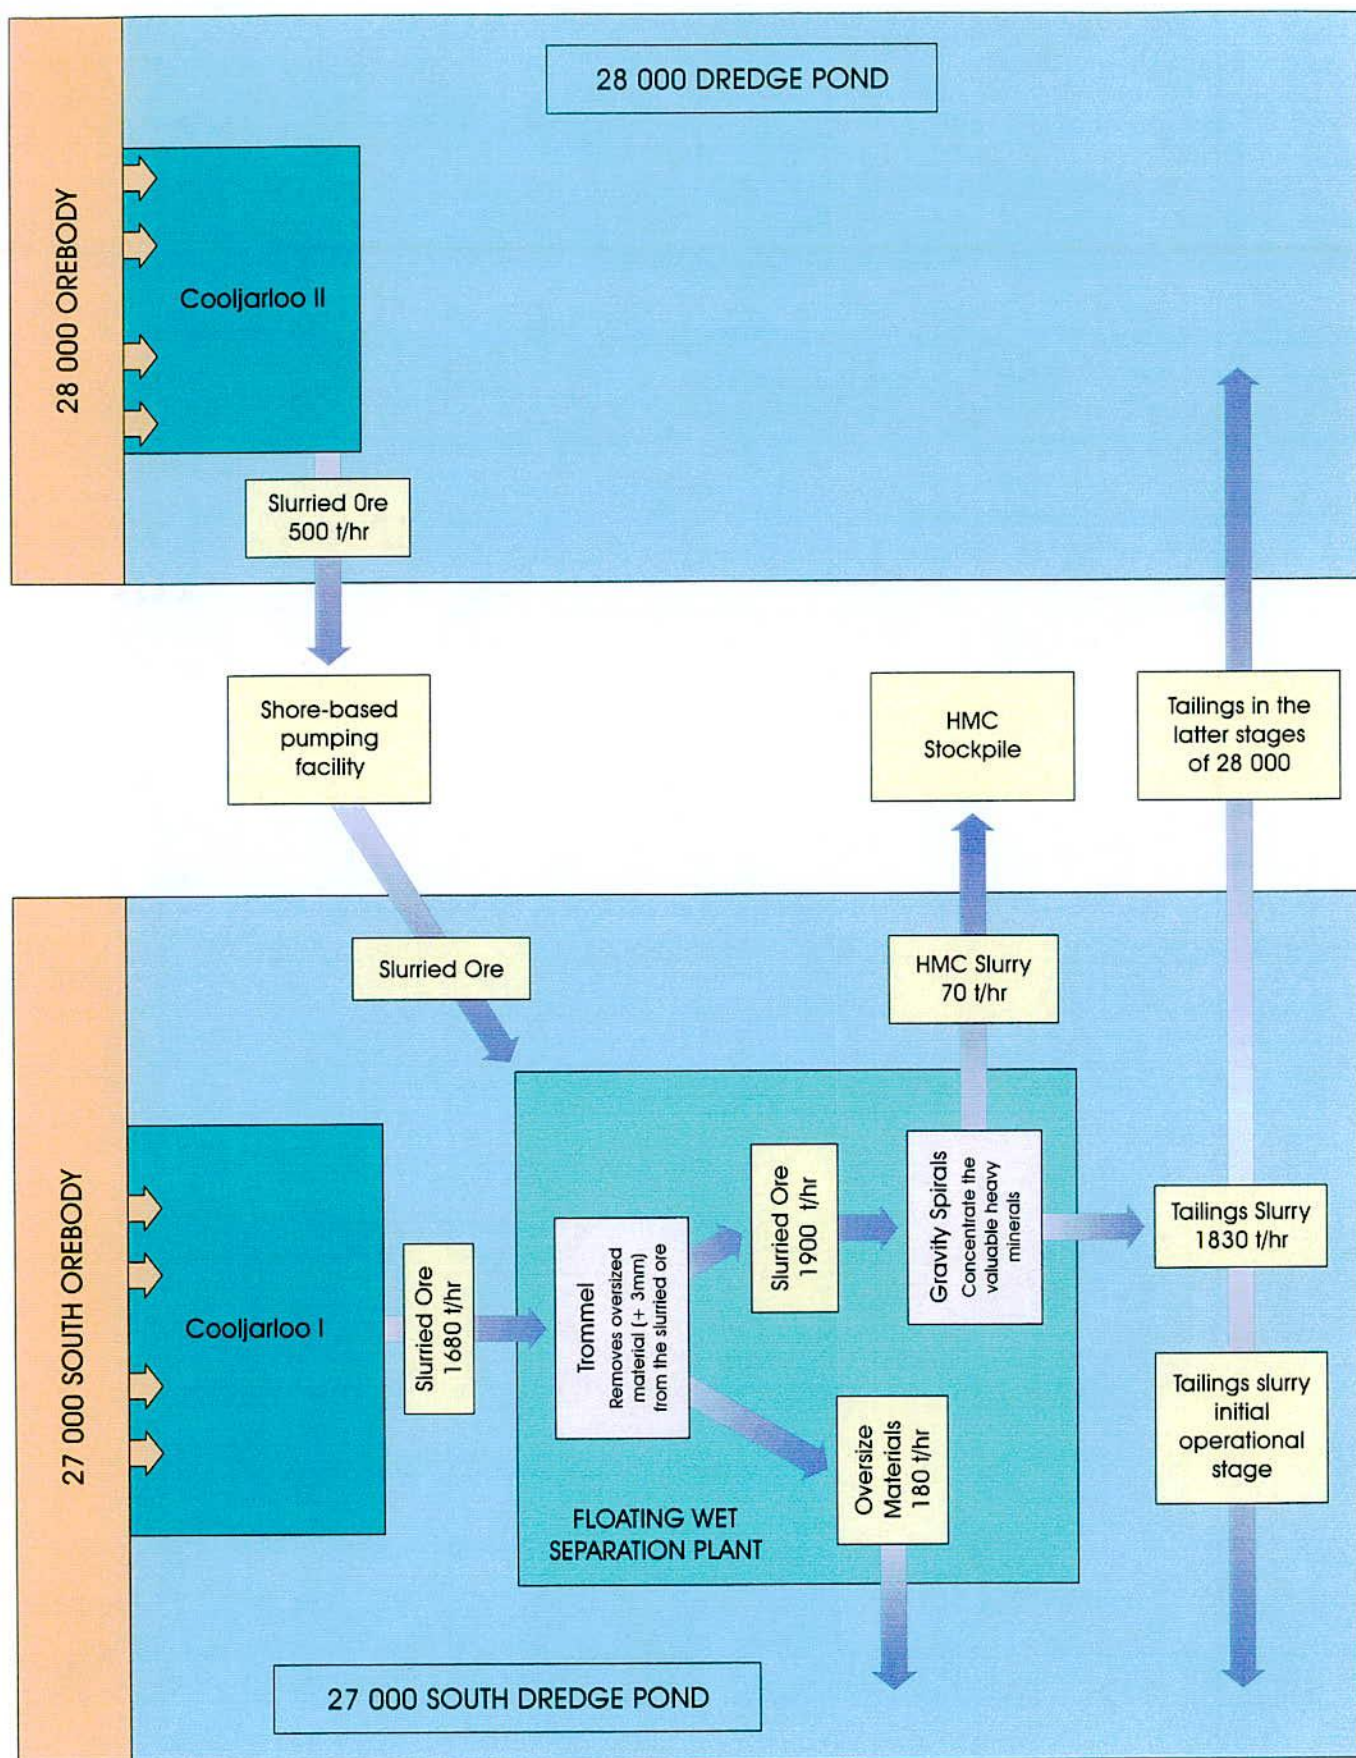 28 000 DREDGE POND
28 000 OREBODY
Cooljarloo II
Slurried Ore
500 t/hr
Shore-based
pumping
facility
HMC
Stockpile
Tailings in the
latter stages
of 28 000
Slurried Ore
HMC Slurry
70 t/hr
27 000 SOUTH OREBODY
Cooljarloo I
Slurried Ore
1680 t/hr
Trommel
Removes oversized
material (+ 3mm)
from the slurried ore
Slurried Ore
1900 t/hr
Gravity Spirals
Concentrate the
valuable heavy
minerals
Tailings Slurry
1830 t/hr
Oversize
Materials
180 t/hr
Tailings slurry
initial
operational
stage
FLOATING WET
SEPARATION PLANT
27 000 SOUTH DREDGE POND